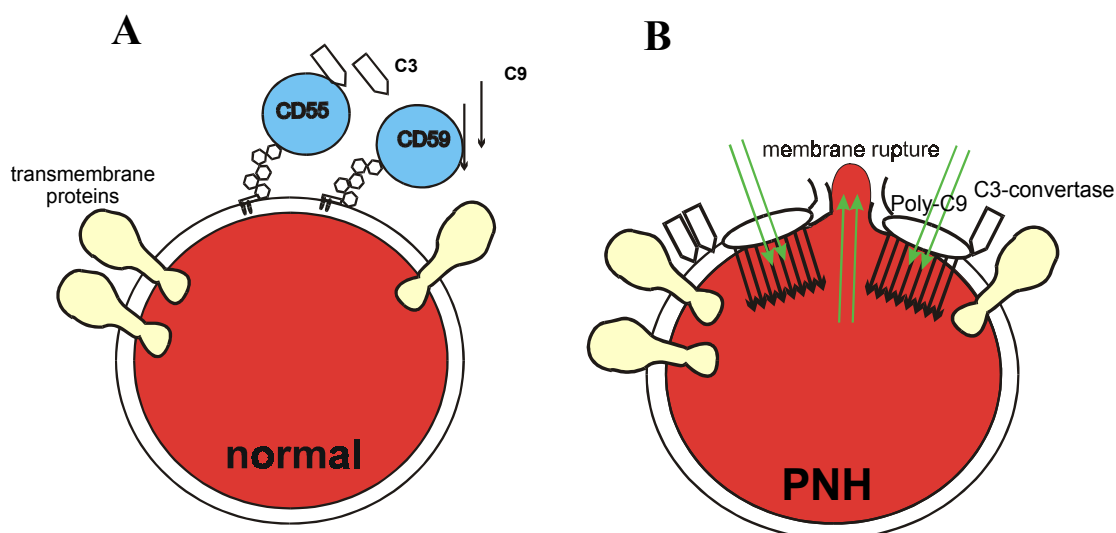 A
C3
C9
CD55
CD59
transmembrane
proteins
normal
B
membrane rupture
C3-convertase
Poly-C9
PNH